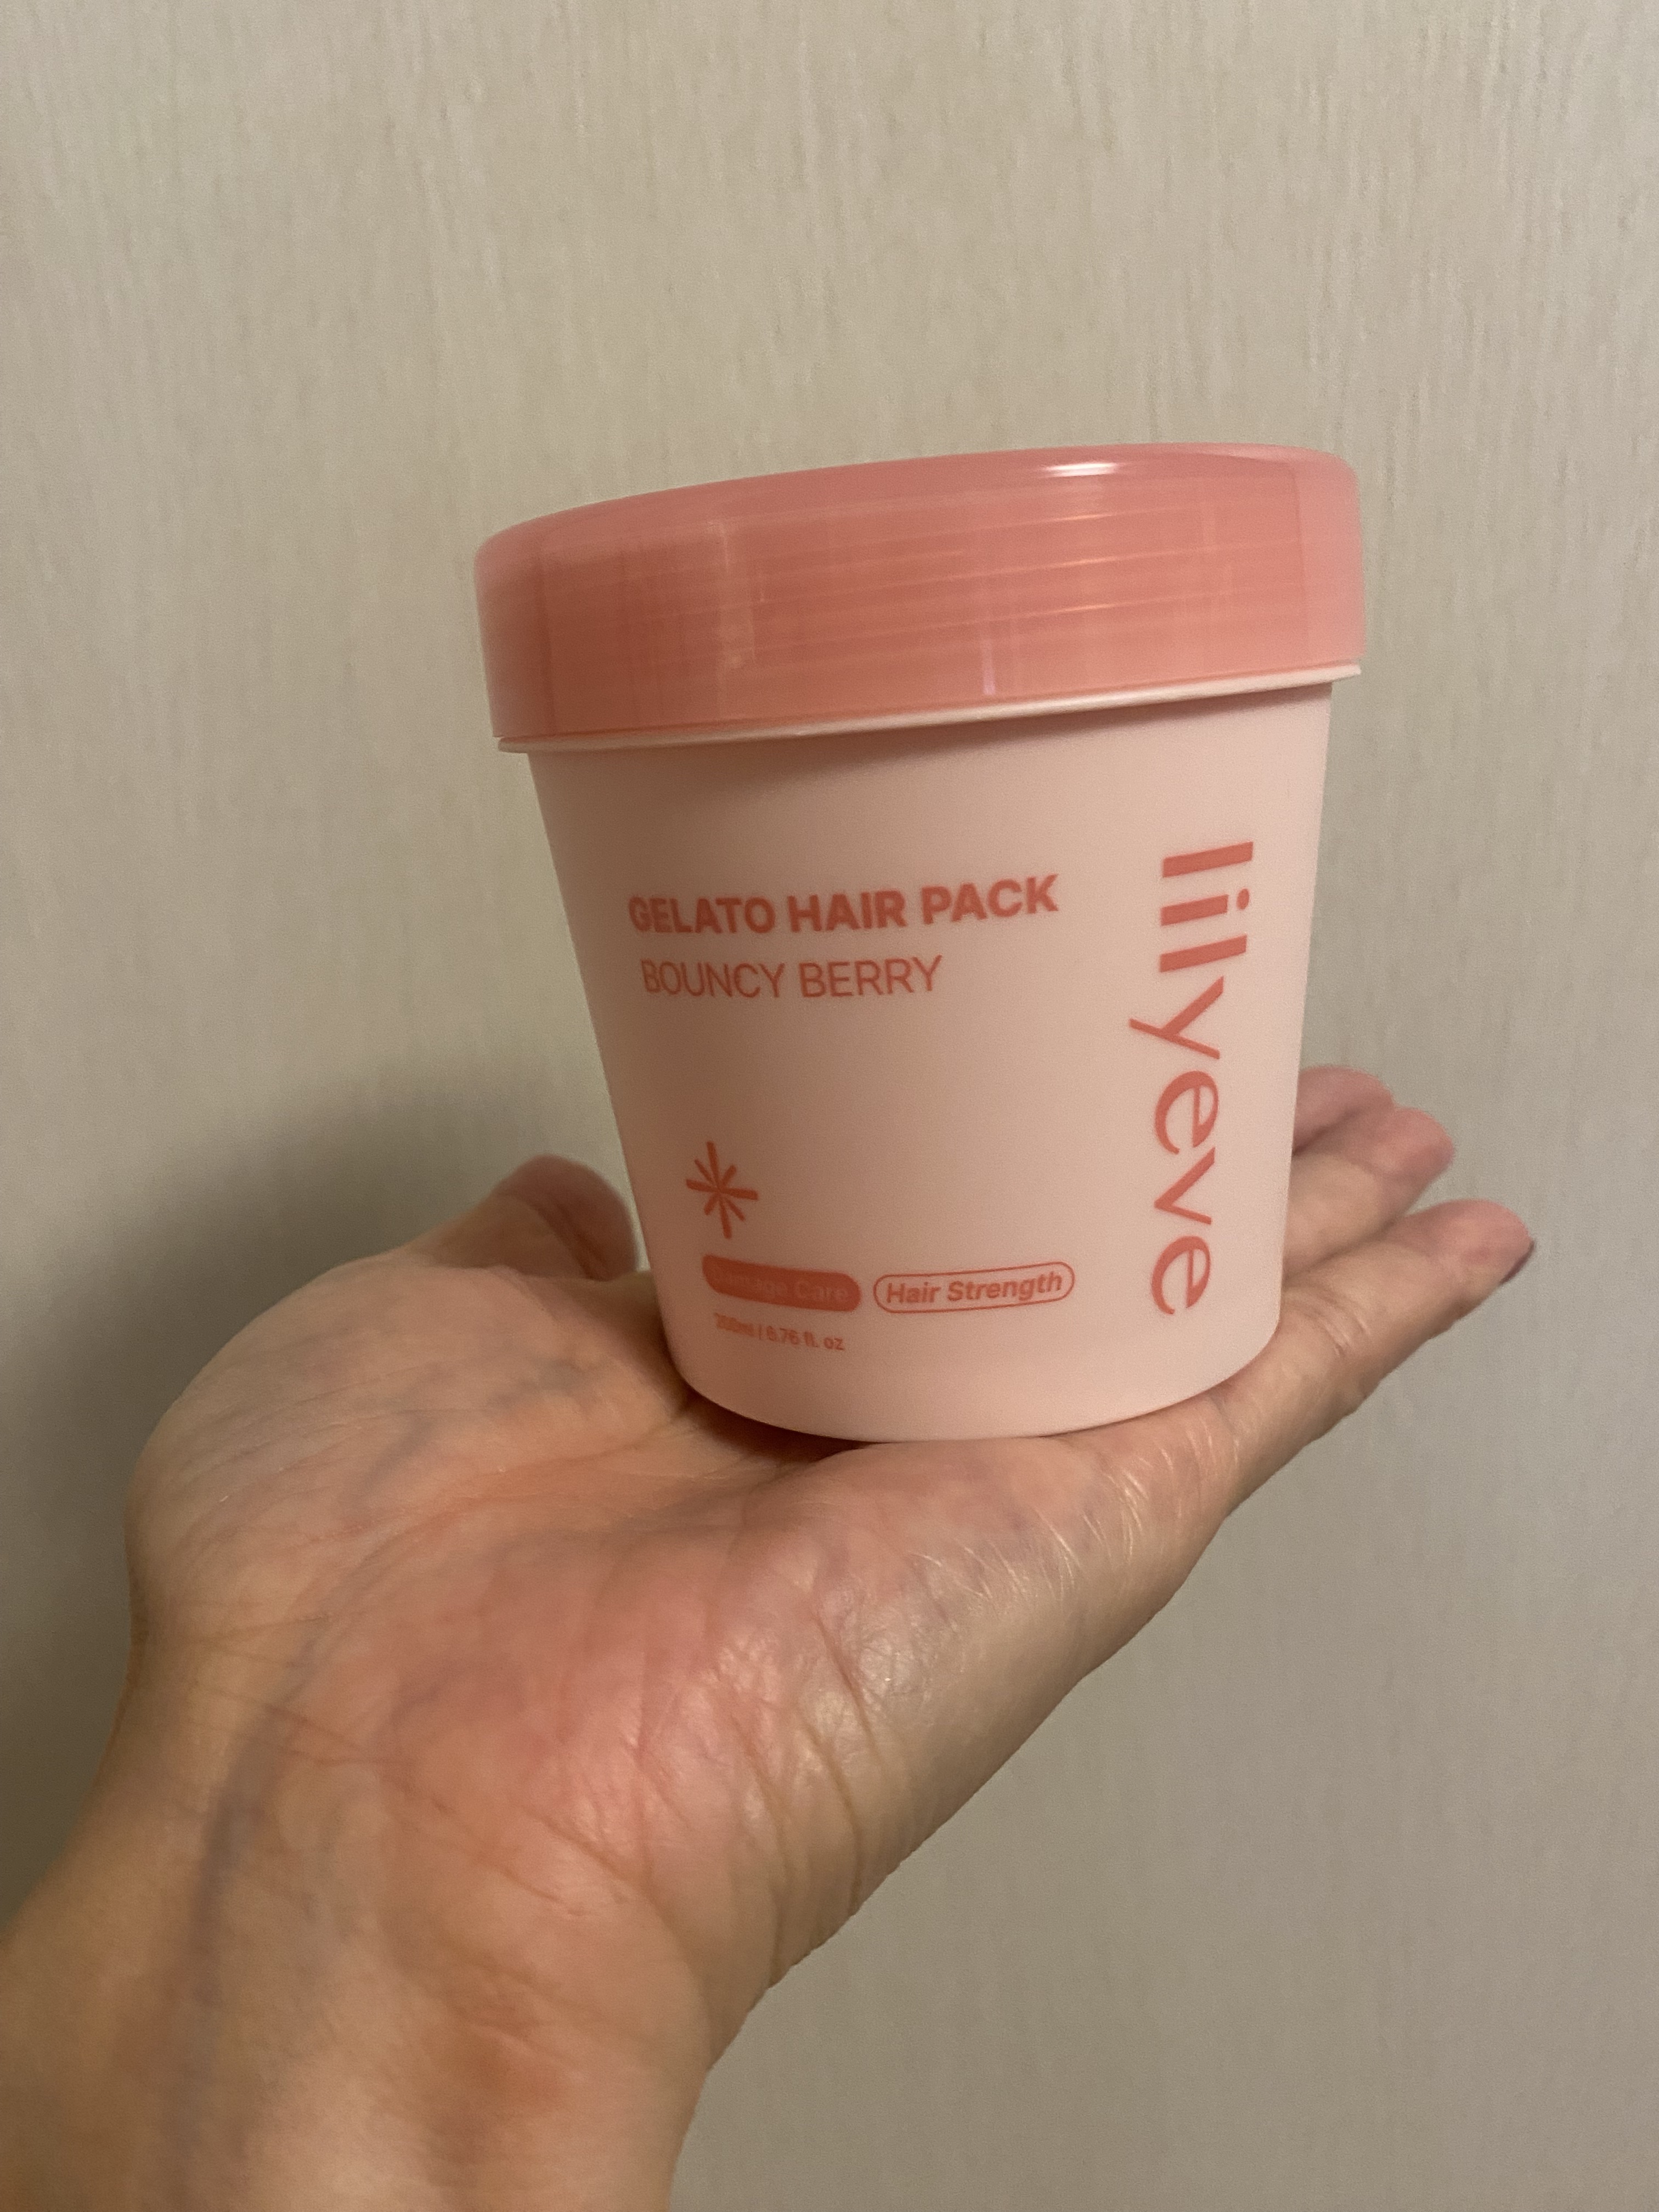 GELATO HAIR PACK
BOUNCY BERRY
lilyeve
Damage Care
Hair Strength
200ml / 6.76 fl. oz